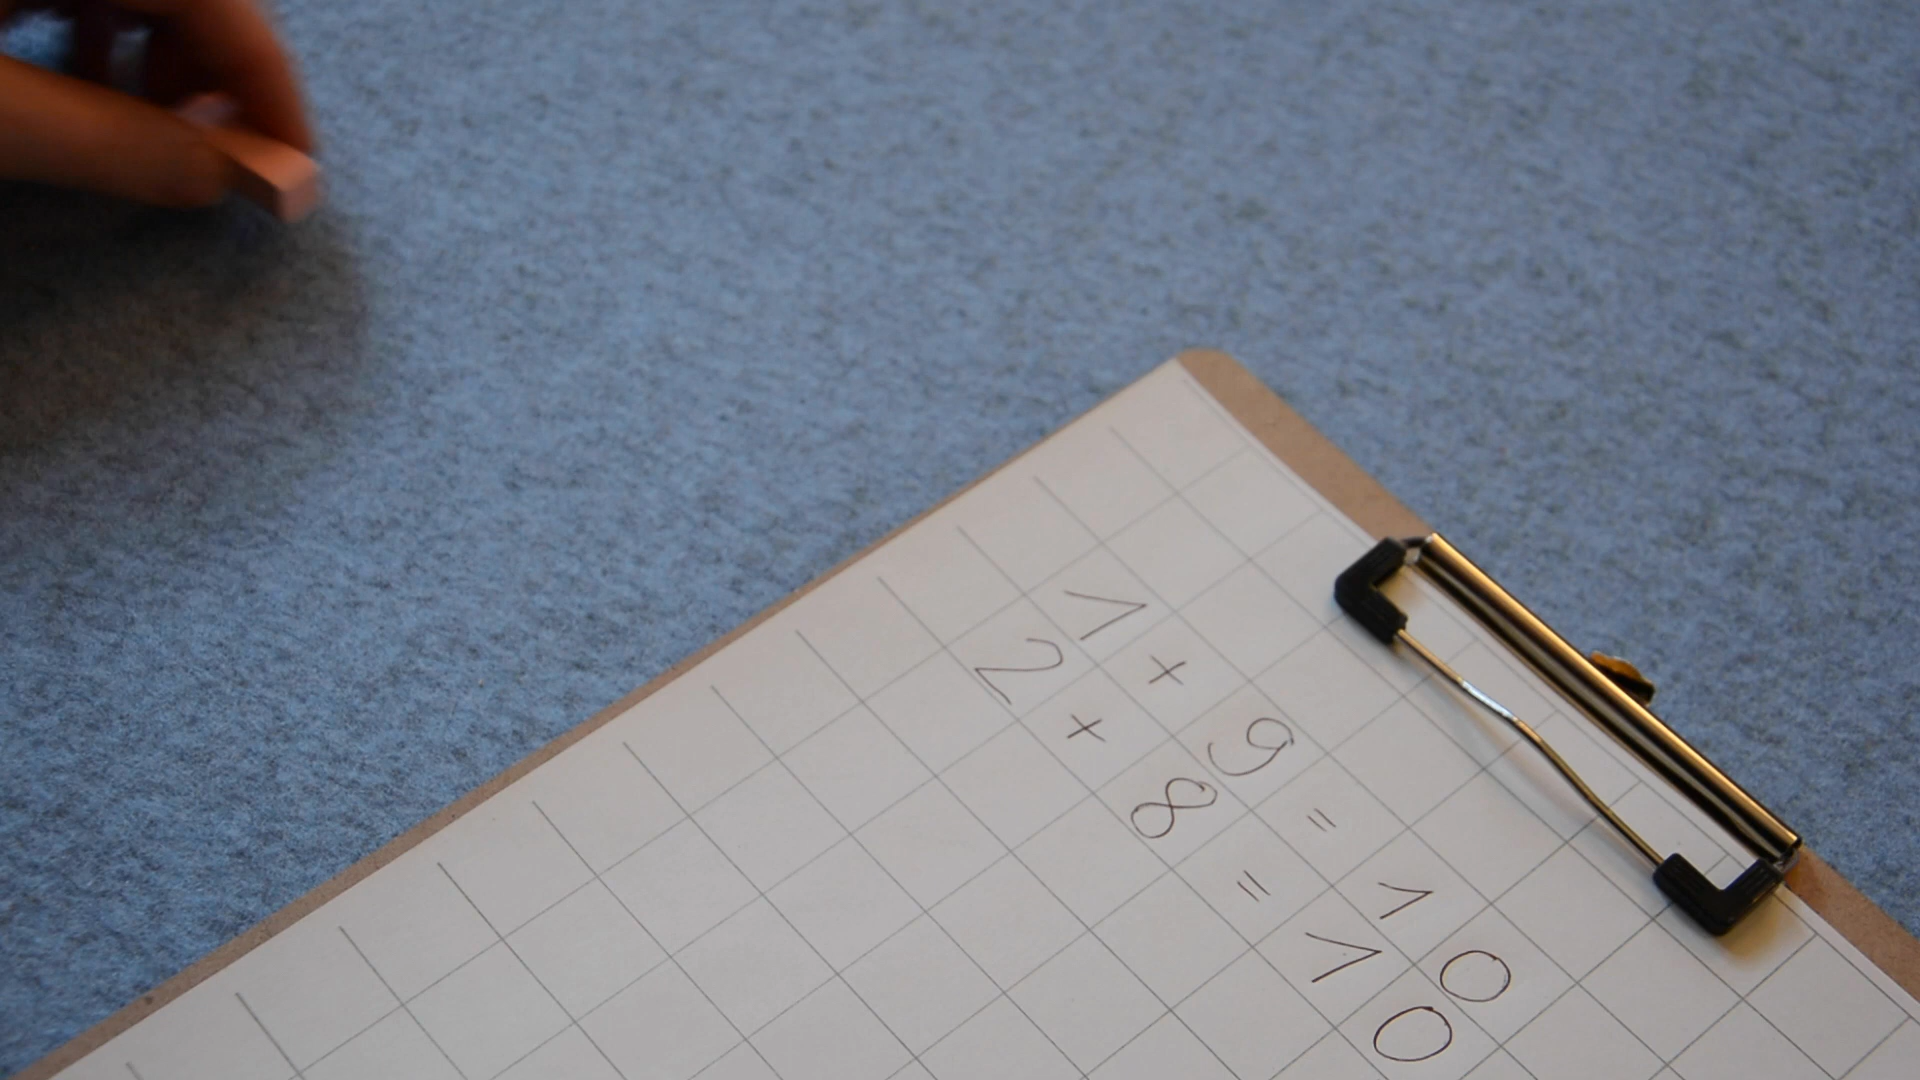 1 + 9 = 10
2 + 8 = 10